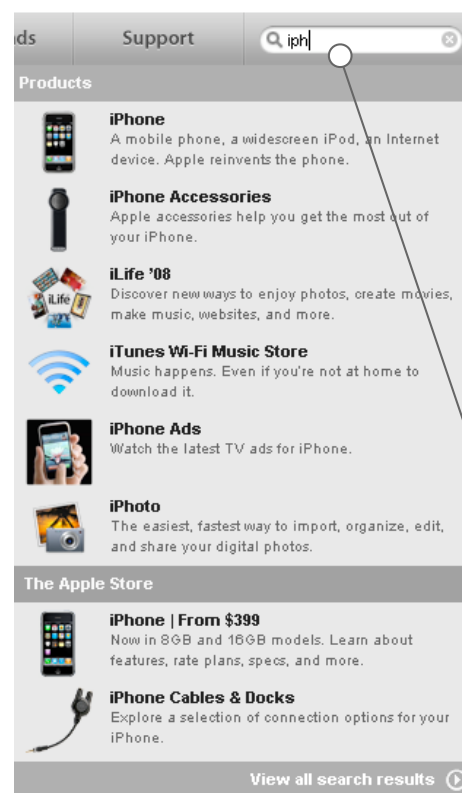 ds
Support
iph
Products
iPhone
A mobile phone, a widescreen iPod, an Internet
device. Apple reinvents the phone.
iPhone Accessories
Apple accessories help you get the most out of
your iPhone.
iLife '08
Discover new ways to enjoy photos, create movies,
make music, websites, and more.
iLife
iTunes Wi-Fi Music Store
Music happens. Even if you're not at home to
download it.
iPhone Ads
Watch the latest TV ads for iPhone.
iPhoto
The easiest, fastest way to import, organize, edit,
and share your digital photos.
The Apple Store
iPhone | From $399
Now in 8GB and 16GB models. Learn about
features, rate plans, specs, and more.
iPhone Cables & Docks
Explore a selection of connection options for your
iPhone.
View all search results